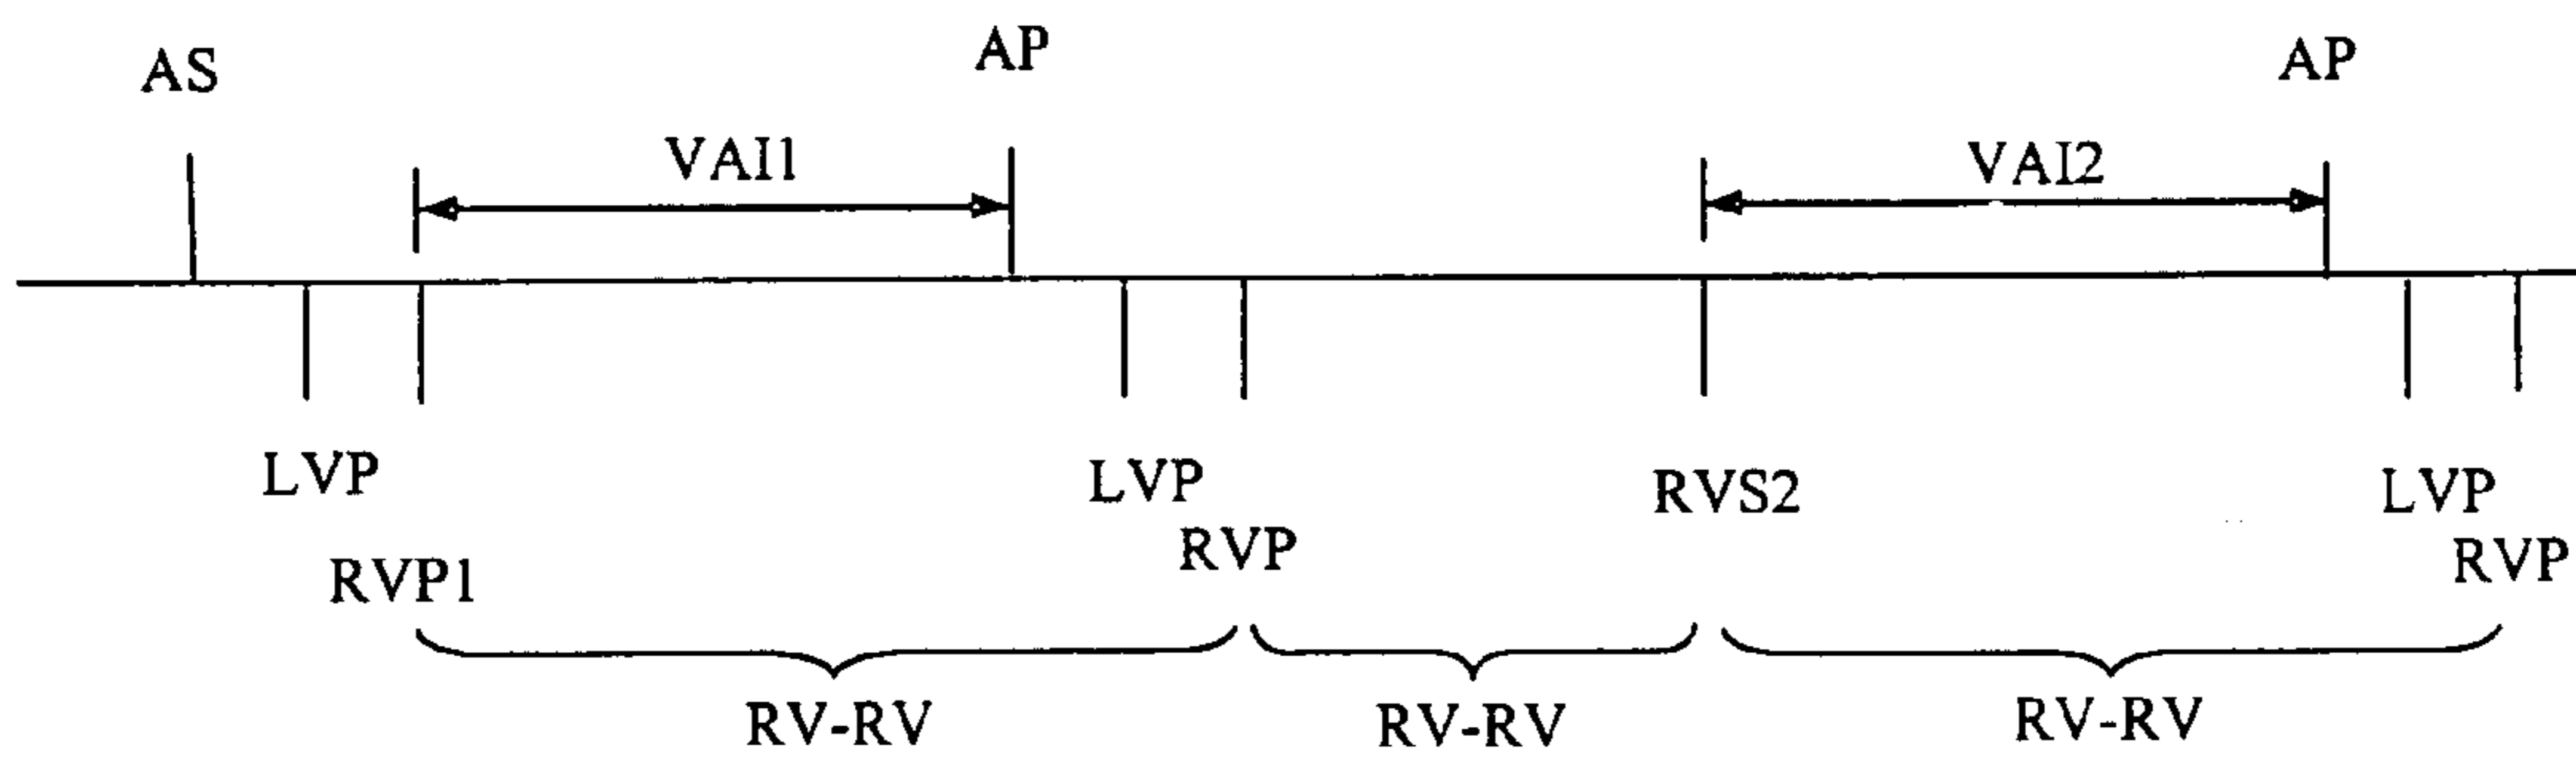 AS AP AP
VAI1 VAI2
LVP LVP RVS2 LVP
RVP1 RVP RVP
RV-RV RV-RV RV-RV